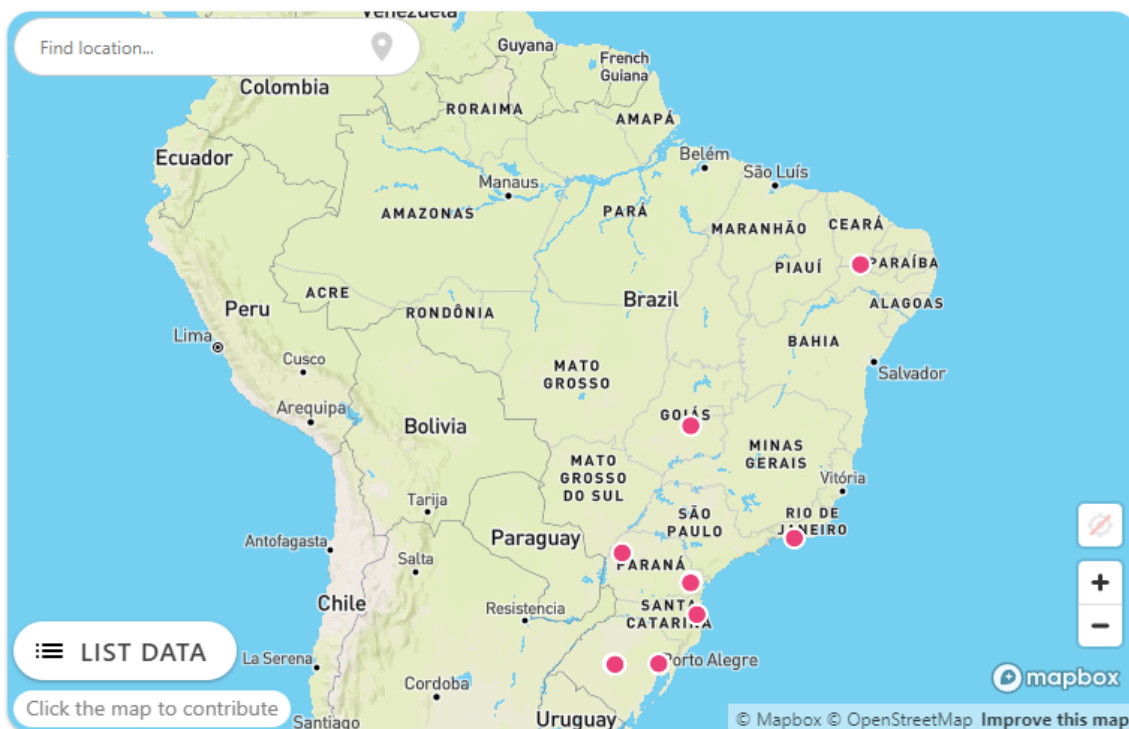 Venezuela
Find location...
Guyana
French
Guiana
Colombia
RORAIMA
AMAPÁ
Ecuador
Belém
São Luís
Manaus
AMAZONAS
PARÁ
MARANHÃO
CEARÁ
PIAUÍ
PARAÍBA
ACRE
Peru
RONDÔNIA
Brazil
ALAGOAS
Lima
BAHIA
Cusco
MATO
GROSSO
Salvador
Arequipa
GOIÁS
Bolivia
MINAS
GERAIS
MATO
GROSSO
DO SUL
Vitória
Tarija
SÃO
PAULO
RIO DE
JANEIRO
Antofagasta
Paraguay
Salta
PARANÁ
Chile
Resistencia
SANTA
CATARINA
LIST DATA
La Serena
Porto Alegre
Cordoba
Click the map to contribute
Santiago
Uruguay
+
−
mapbox
© Mapbox © OpenStreetMap Improve this map